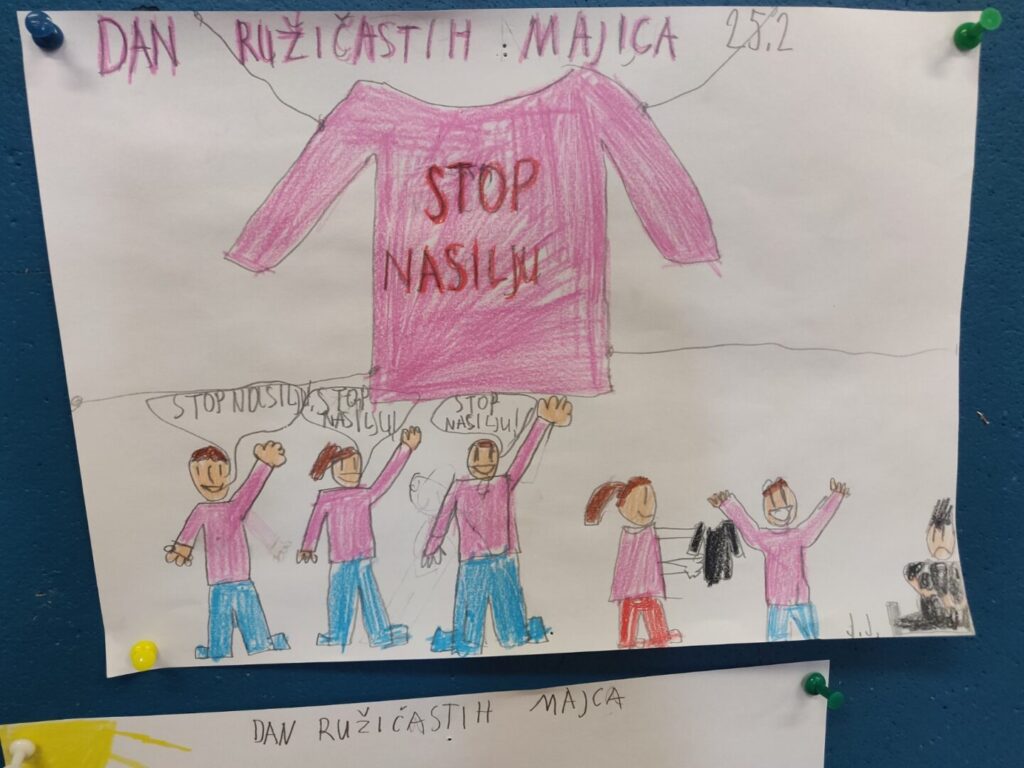 DAN RUŽIČASTIH MAJICA 25.2
STOP
NASILJU
STOP NASILJU,
STOP
NASILJU!
STOP
NASILJU!
J.J.
DAN RUŽIČASTIH MAJCA